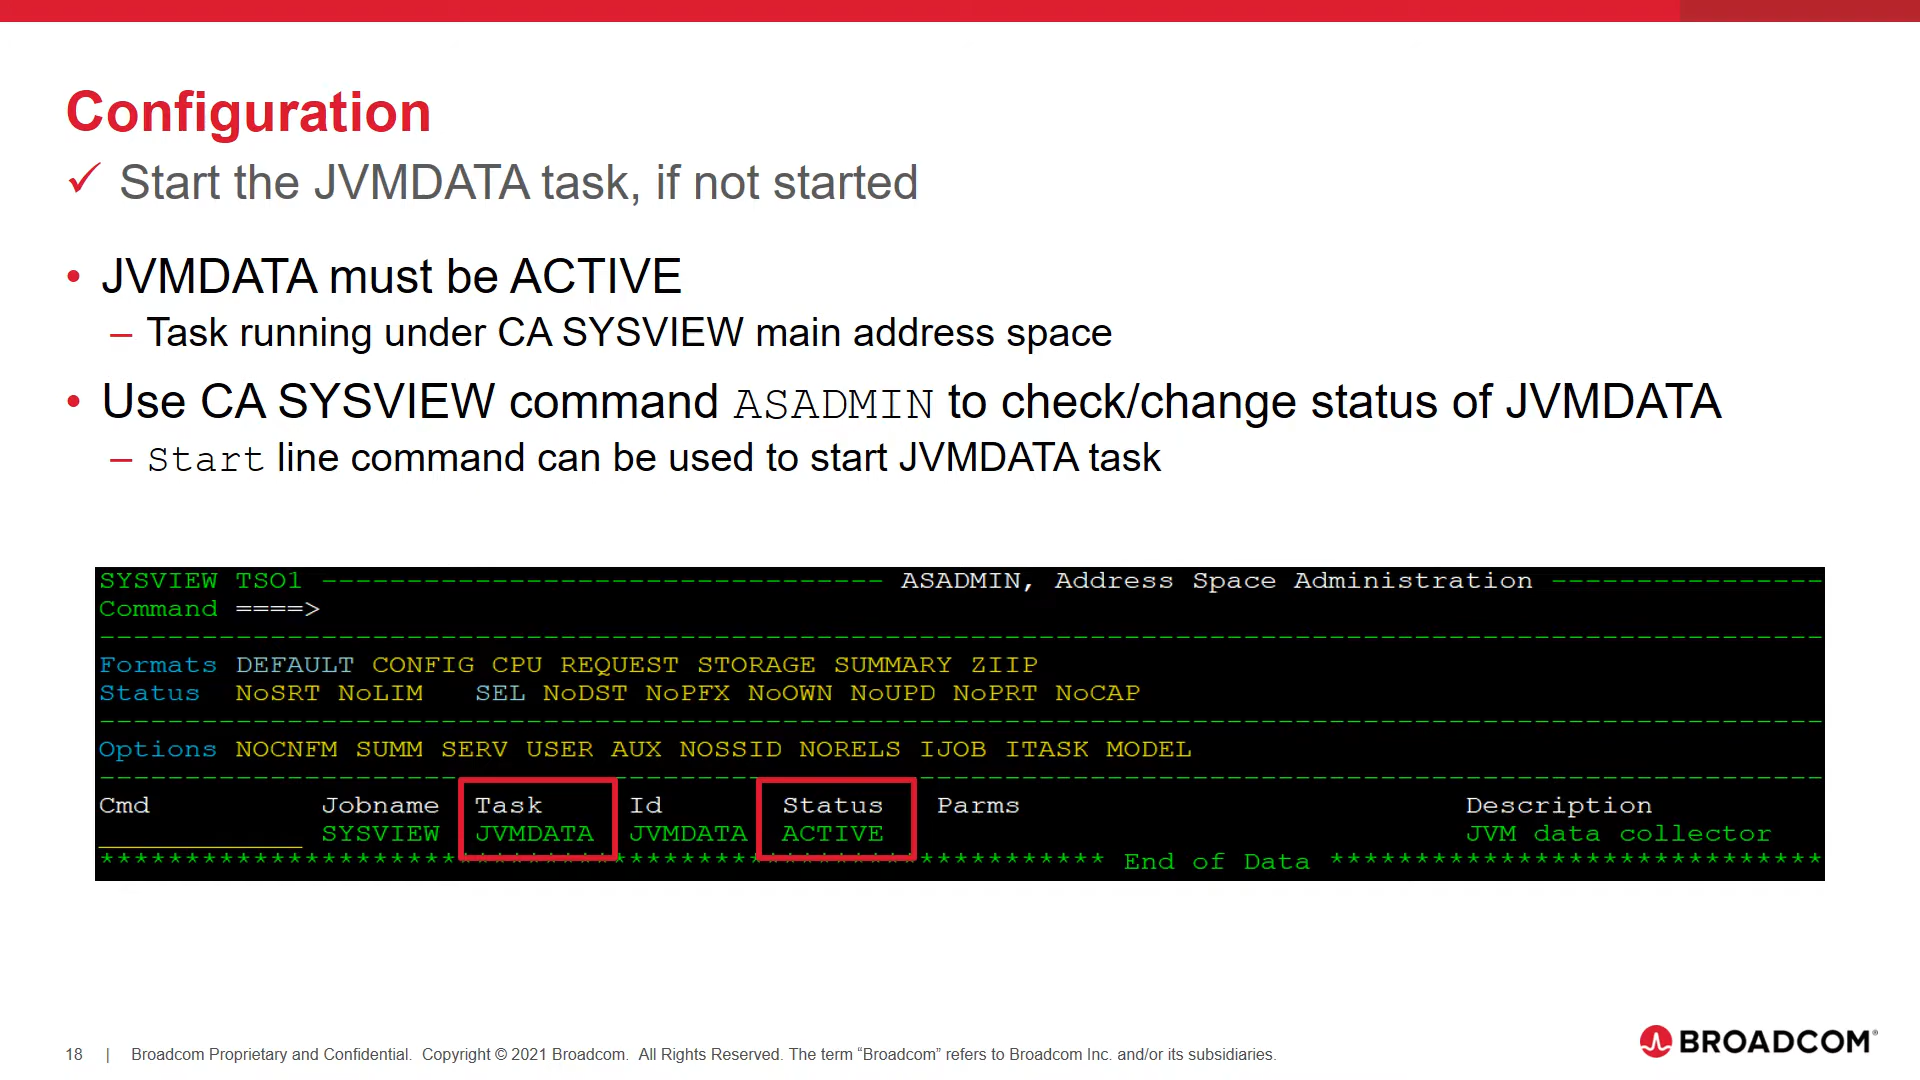 Configuration
✓ Start the JVMDATA task, if not started
• JVMDATA must be ACTIVE
– Task running under CA SYSVIEW main address space
• Use CA SYSVIEW command ASADMIN to check/change status of JVMDATA
– Start line command can be used to start JVMDATA task
SYSVIEW TSO1 --------------------------------- ASADMIN, Address Space Administration ----------------
Command ====>
-----------------------------------------------------------------------------------------------------
Formats DEFAULT CONFIG CPU REQUEST STORAGE SUMMARY ZIIP
Status NoSRT NoLIM SEL NoDST NoPFX NoOWN NoUPD NoPRT NoCAP
-----------------------------------------------------------------------------------------------------
Options NOCNFM SUMM SERV USER AUX NOSSID NORELS IJOB ITASK MODEL
-----------------------------------------------------------------------------------------------------
Cmd Jobname Task Id Status Parms Description
____________ SYSVIEW JVMDATA JVMDATA ACTIVE JVM data collector
*********************************************************** End of Data *****************************
18 | Broadcom Proprietary and Confidential. Copyright © 2021 Broadcom. All Rights Reserved. The term “Broadcom” refers to Broadcom Inc. and/or its subsidiaries.
BROADCOM®